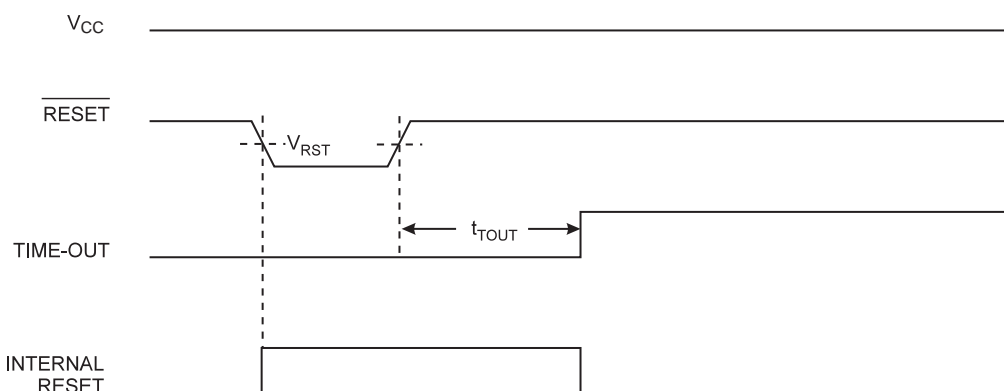 VCC
RESET
VRST
tTOUT
TIME-OUT
INTERNAL
RESET